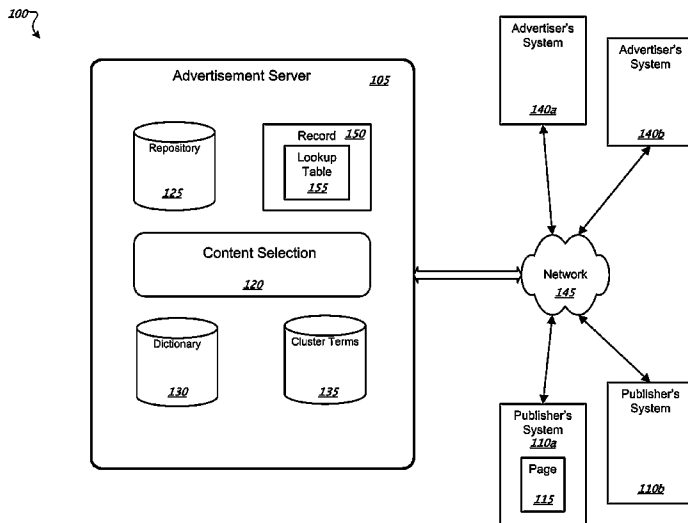 100
Advertisement Server
105
Repository
125
Record
150
Lookup
Table
155
Content Selection
120
Dictionary
130
Cluster Terms
135
Advertiser's
System
140a
Advertiser's
System
140b
Network
145
Publisher's
System
110a
Page
115
Publisher's
System
110b